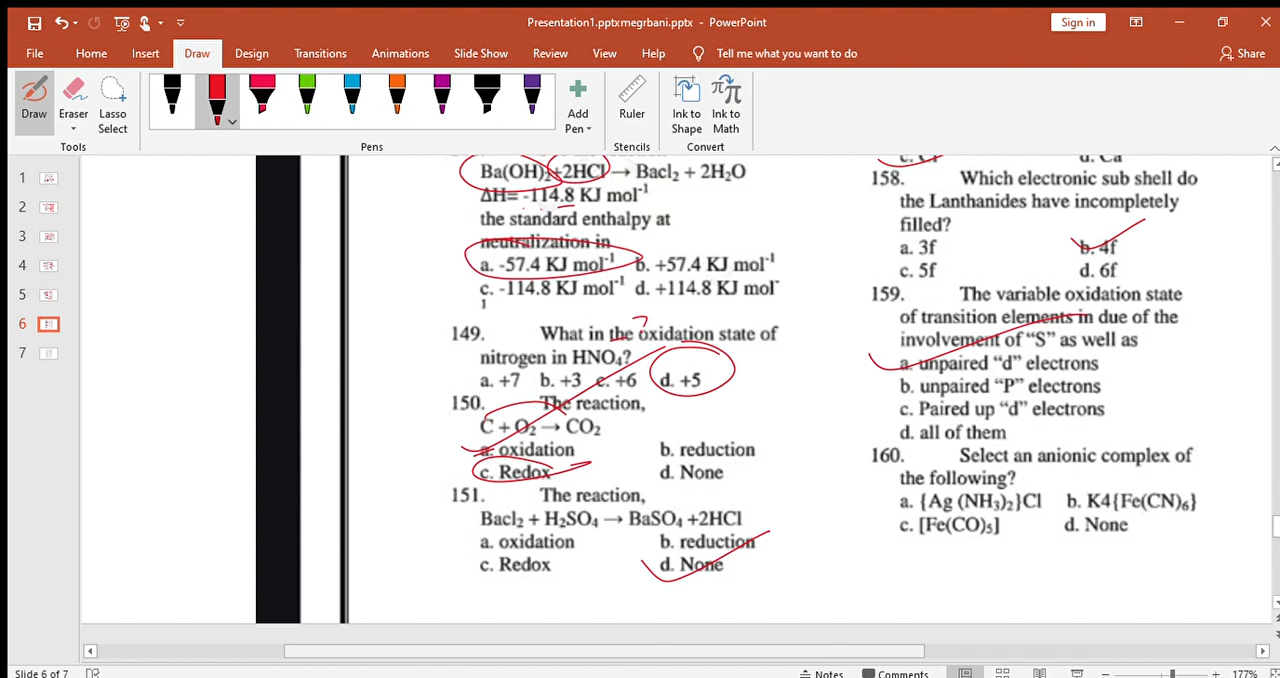 Presentation1.pptxmegrbani.pptx - PowerPoint
Sign in
File Home Insert Draw Design Transitions Animations Slide Show Review View Help Tell me what you want to do Share
Draw Eraser Lasso Select Add Pen Ruler Ink to Shape Ink to Math
Tools Pens Stencils Convert
1
2
3
4
5
6
7
Ba(OH)₂+2HCl → Bacl₂ + 2H₂O
ΔH= -114.8 KJ mol⁻¹
the standard enthalpy at
neutralization in
a. -57.4 KJ mol⁻¹ b. +57.4 KJ mol⁻¹
c. -114.8 KJ mol⁻¹ d. +114.8 KJ mol⁻
1
?
149. What in the oxidation state of
nitrogen in HNO₄?
a. +7 b. +3 c. +6 d. +5
150. The reaction,
C + O₂ → CO₂
a. oxidation b. reduction
c. Redox d. None
151. The reaction,
Bacl₂ + H₂SO₄ → BaSO₄ +2HCl
a. oxidation b. reduction
c. Redox d. None
c. Cr d. Ca
158. Which electronic sub shell do
the Lanthanides have incompletely
filled?
a. 3f b. 4f
c. 5f d. 6f
159. The variable oxidation state
of transition elements in due of the
involvement of "S" as well as
a. unpaired "d" electrons
b. unpaired "P" electrons
c. Paired up "d" electrons
d. all of them
160. Select an anionic complex of
the following?
a. {Ag (NH₃)₂}Cl b. K4{Fe(CN)₆}
c. [Fe(CO)₅] d. None
Slide 6 of 7 Notes Comments 177%